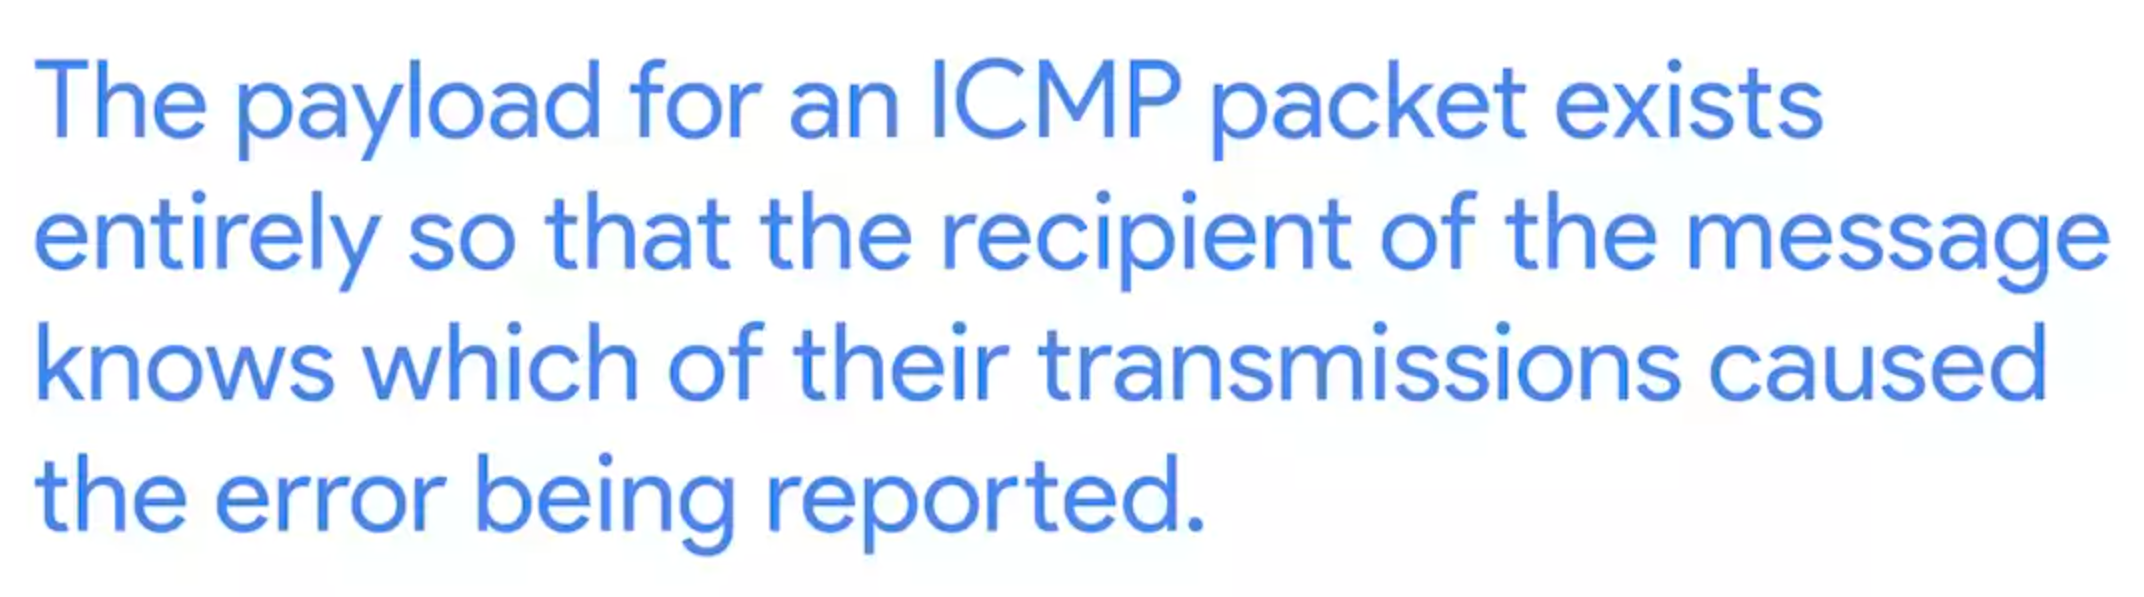 The payload for an ICMP packet exists
entirely so that the recipient of the message
knows which of their transmissions caused
the error being reported.